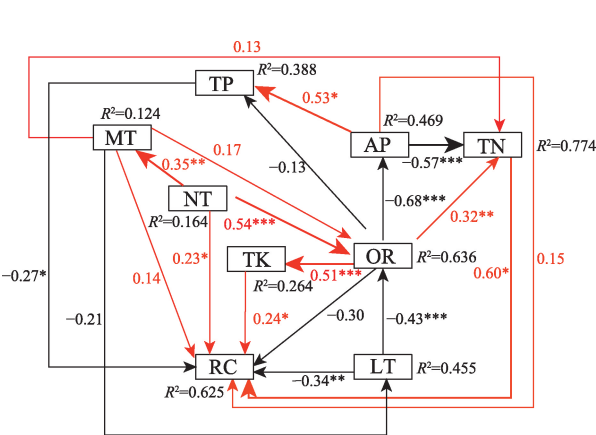 0.13
R²=0.388
TP
0.53*
R²=0.124
R²=0.469
MT
0.17
AP
TN
R²=0.774
−0.57***
0.35**
−0.13
NT
−0.68***
R²=0.164
0.54***
0.32**
TK
OR
R²=0.636
0.23*
0.15
−0.27*
0.51***
0.60*
0.14
R²=0.264
−0.21
0.24*
−0.30
−0.43***
RC
LT
R²=0.455
−0.34**
R²=0.625